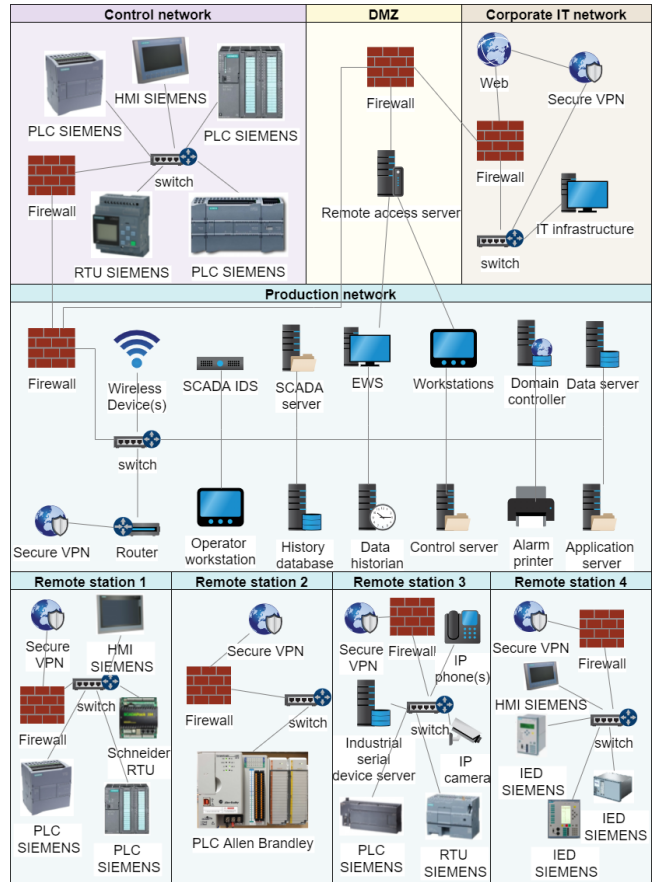 Control network
DMZ
Corporate IT network
HMI SIEMENS
PLC SIEMENS
PLC SIEMENS
switch
Firewall
RTU SIEMENS
PLC SIEMENS
Firewall
Remote access server
Web
Secure VPN
Firewall
IT infrastructure
switch
Production network
Firewall
Wireless
Device(s)
SCADA IDS
SCADA
server
EWS
Workstations
Domain
controller
Data server
switch
Secure VPN
Router
Operator
workstation
History
database
Data
historian
Control server
Alarm
printer
Application
server
Remote station 1
Remote station 2
Remote station 3
Remote station 4
Secure
VPN
HMI
SIEMENS
switch
Firewall
Schneider
RTU
PLC
SIEMENS
PLC
SIEMENS
Secure VPN
Firewall
switch
PLC Allen Brandley
Secure
VPN
Firewall
IP
phone(s)
switch
Industrial
serial
device server
IP
camera
PLC
SIEMENS
RTU
SIEMENS
Secure VPN
Firewall
HMI SIEMENS
switch
IED
SIEMENS
IED
SIEMENS
IED
SIEMENS